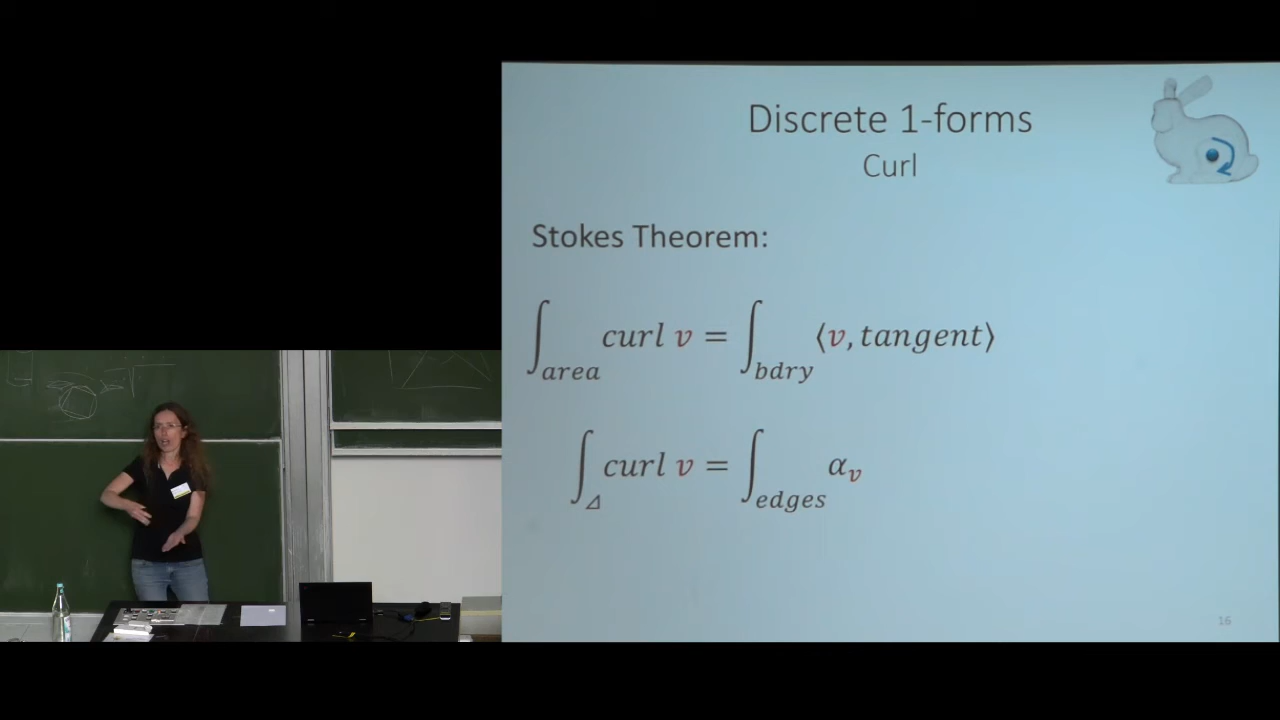 Discrete 1-forms
Curl
Stokes Theorem:
∫_area curl v = ∫_bdry ⟨v, tangent⟩
∫_Δ curl v = ∫_edges α_v
16